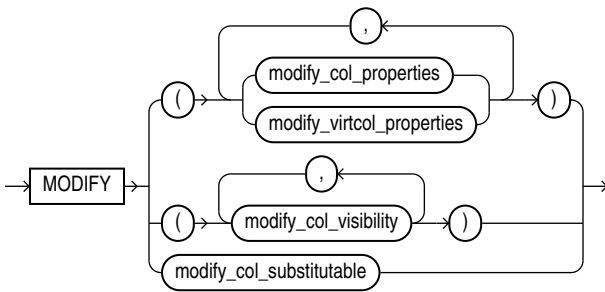 ,
modify_col_properties
( )
modify_virtcol_properties
MODIFY
,
( modify_col_visibility )
modify_col_substitutable